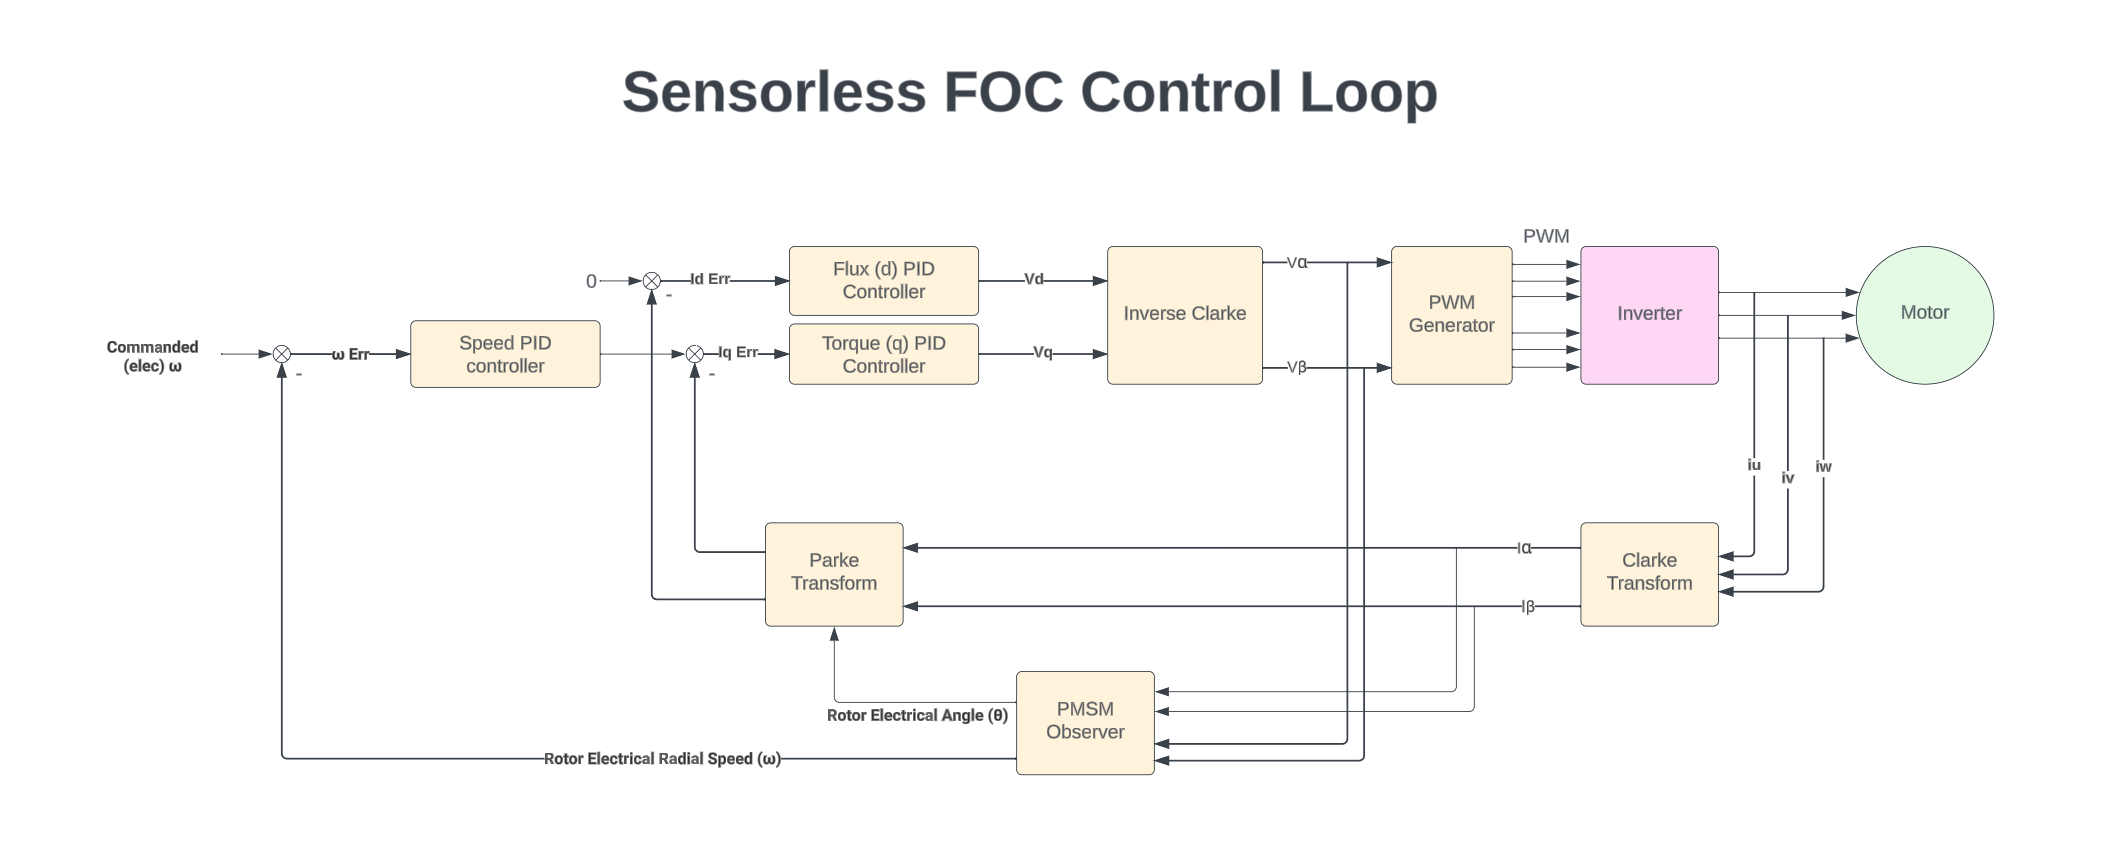 Sensorless FOC Control Loop
PWM
0
Id Err
-
Flux (d) PID
Controller
Vd
Inverse Clarke
Vα
Vβ
PWM
Generator
Inverter
Motor
Commanded
(elec) ω
-
ω Err
Speed PID
controller
Iq Err
-
Torque (q) PID
Controller
Vq
iu
iv
iw
Parke
Transform
Iα
Iβ
Clarke
Transform
Rotor Electrical Angle (θ)
PMSM
Observer
Rotor Electrical Radial Speed (ω)